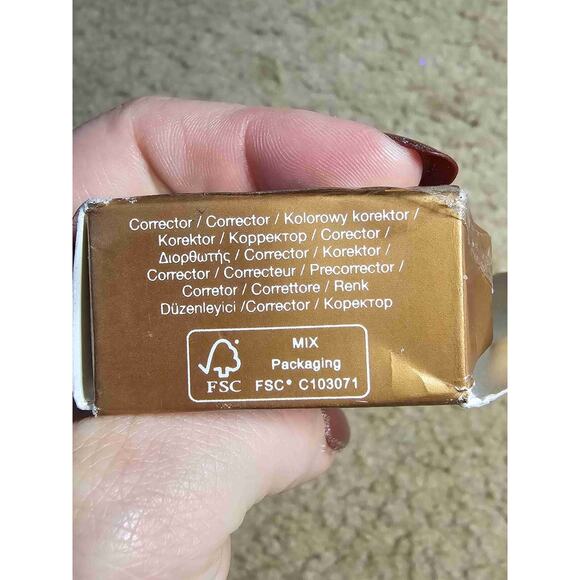 Corrector / Corrector / Kolorowy korektor /
Korektor / Корректор / Corector /
Διορθωτής / Corrector / Korektor /
Corrector / Correcteur / Precorrector /
Corretor / Correttore / Renk
Düzenleyici /Corrector / Коректор
MIX
Packaging
FSC FSC® C103071